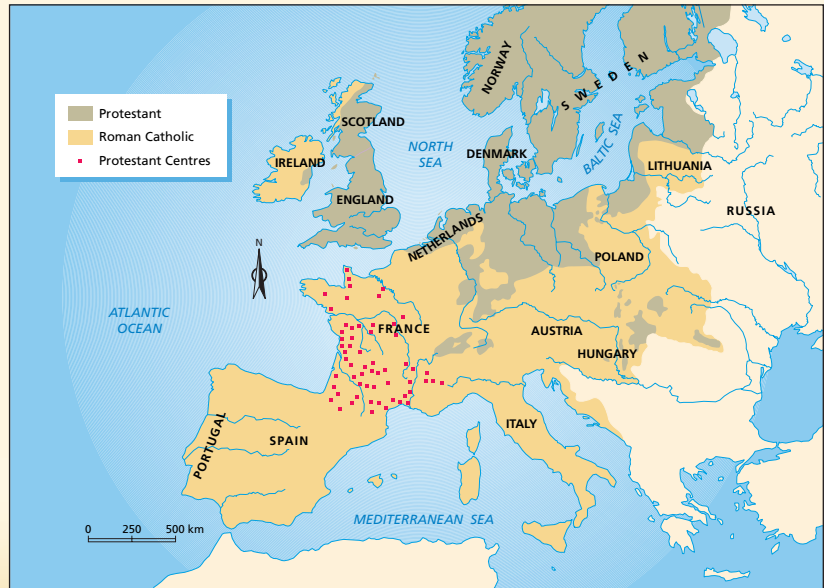 Protestant
Roman Catholic
Protestant Centres
NORWAY
SWEDEN
SCOTLAND
NORTH
SEA
DENMARK
BALTIC SEA
IRELAND
LITHUANIA
ENGLAND
RUSSIA
NETHERLANDS
N
POLAND
ATLANTIC
OCEAN
FRANCE
AUSTRIA
HUNGARY
PORTUGAL
SPAIN
ITALY
MEDITERRANEAN SEA
0 250 500 km